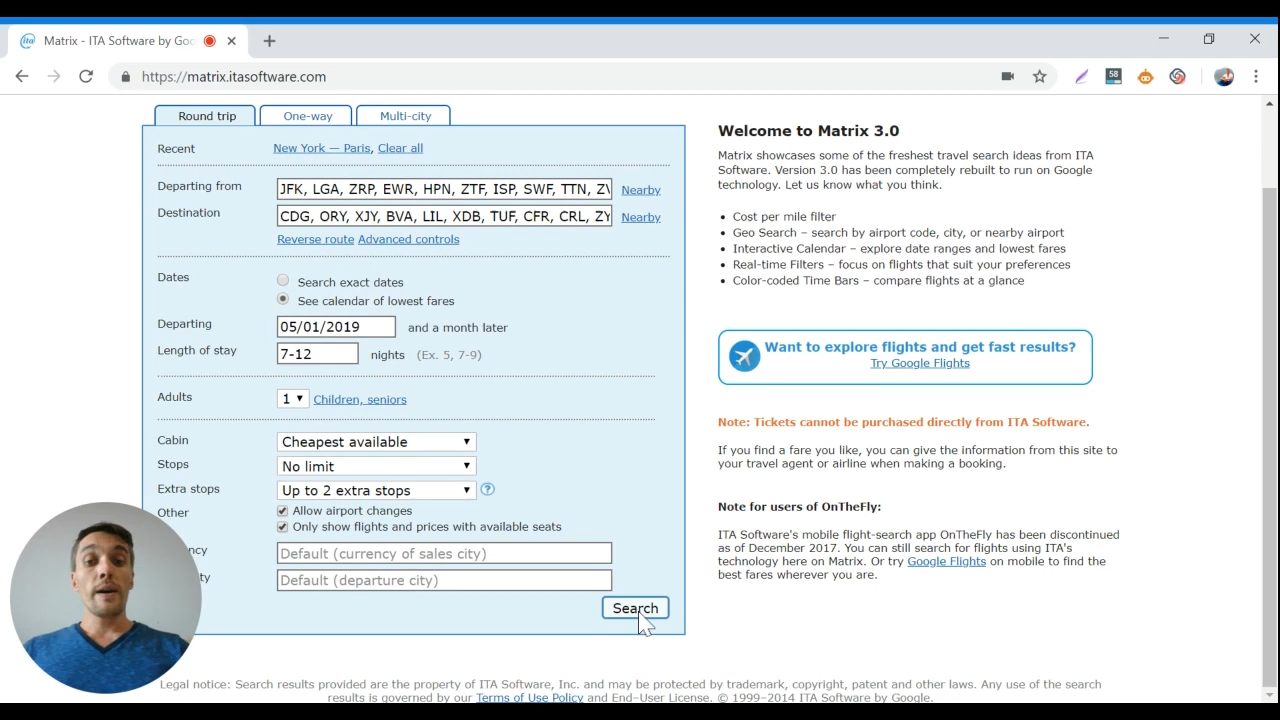 Matrix - ITA Software by Goo
https://matrix.itasoftware.com
58
Round trip
One-way
Multi-city
Recent
New York — Paris, Clear all
Departing from
JFK, LGA, ZRP, EWR, HPN, ZTF, ISP, SWF, TTN,
Nearby
Destination
CDG, ORY, XJY, BVA, LIL, XDB, TUF, CFR, CRL,
Nearby
Reverse route Advanced controls
Dates
Search exact dates
See calendar of lowest fares
Departing
05/01/2019
and a month later
Length of stay
7-12
nights (Ex. 5, 7-9)
Adults
1
Children, seniors
Cabin
Cheapest available
Stops
No limit
Extra stops
Up to 2 extra stops
?
Other
Allow airport changes
Only show flights and prices with available seats
Default (currency of sales city)
Default (departure city)
Search
Welcome to Matrix 3.0
Matrix showcases some of the freshest travel search ideas from ITA
Software. Version 3.0 has been completely rebuilt to run on Google
technology. Let us know what you think.
Cost per mile filter
Geo Search – search by airport code, city, or nearby airport
Interactive Calendar – explore date ranges and lowest fares
Real-time Filters – focus on flights that suit your preferences
Color-coded Time Bars – compare flights at a glance
Want to explore flights and get fast results?
Try Google Flights
Note: Tickets cannot be purchased directly from ITA Software.
If you find a fare you like, you can give the information from this site to
your travel agent or airline when making a booking.
Note for users of OnTheFly:
ITA Software's mobile flight-search app OnTheFly has been discontinued
as of December 2017. You can still search for flights using ITA's
technology here on Matrix. Or try Google Flights on mobile to find the
best fares wherever you are.
Legal notice: Search results provided are the property of ITA Software, Inc. and may be protected by trademark, copyright, patent and other laws. Any use of the search
results is governed by our Terms of Use Policy and End-User License. © 1999–2014 ITA Software by Google.